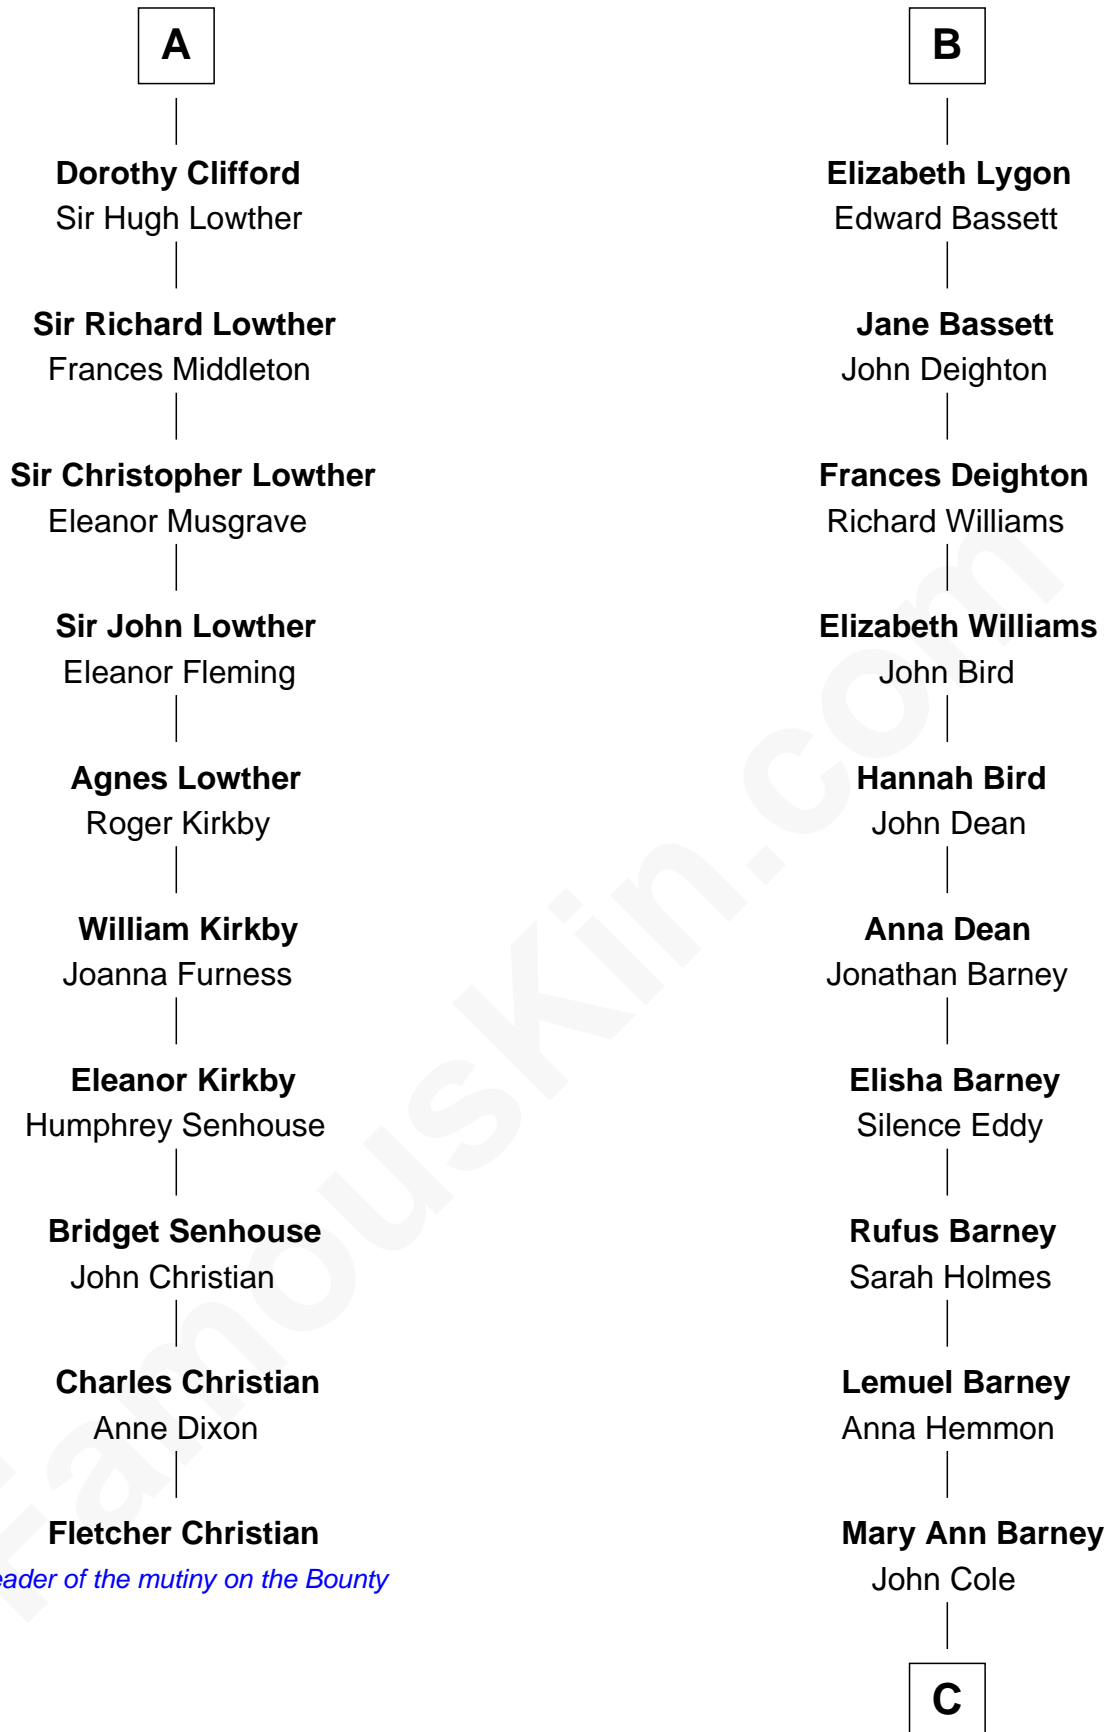 A
Dorothy Clifford
Sir Hugh Lowther
Sir Richard Lowther
Frances Middleton
Sir Christopher Lowther
Eleanor Musgrave
Sir John Lowther
Eleanor Fleming
Agnes Lowther
Roger Kirkby
William Kirkby
Joanna Furness
Eleanor Kirkby
Humphrey Senhouse
Bridget Senhouse
John Christian
Charles Christian
Anne Dixon
Fletcher Christian
eader of the mutiny on the Bounty
B
Elizabeth Lygon
Edward Bassett
Jane Bassett
John Deighton
Frances Deighton
Richard Williams
Elizabeth Williams
John Bird
Hannah Bird
John Dean
Anna Dean
Jonathan Barney
Elisha Barney
Silence Eddy
Rufus Barney
Sarah Holmes
Lemuel Barney
Anna Hemmon
Mary Ann Barney
John Cole
C
FamousKin.com